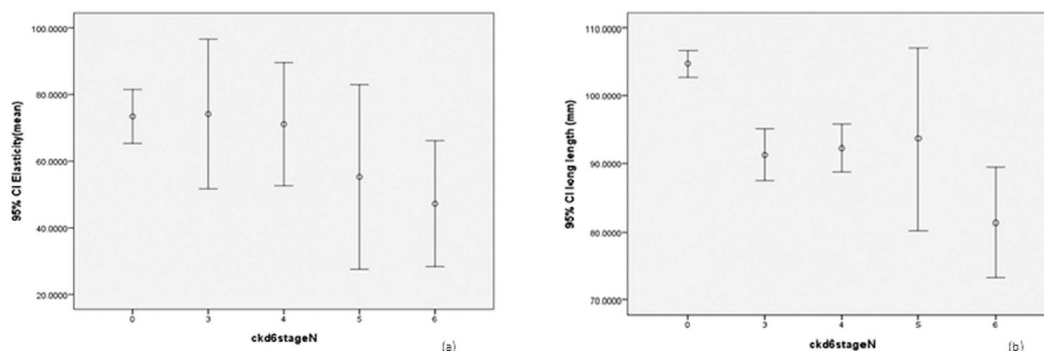 95% CI Elasticity(mean)
100.0000
80.0000
60.0000
40.0000
20.0000
0 3 4 5 6
ckd6stageN
(a)
95% CI long length (mm)
110.0000
100.0000
90.0000
80.0000
70.0000
0 3 4 5 6
ckd6stageN
(b)